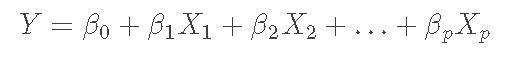 Y = β₀ + β₁X₁ + β₂X₂ + … + βₚXₚ